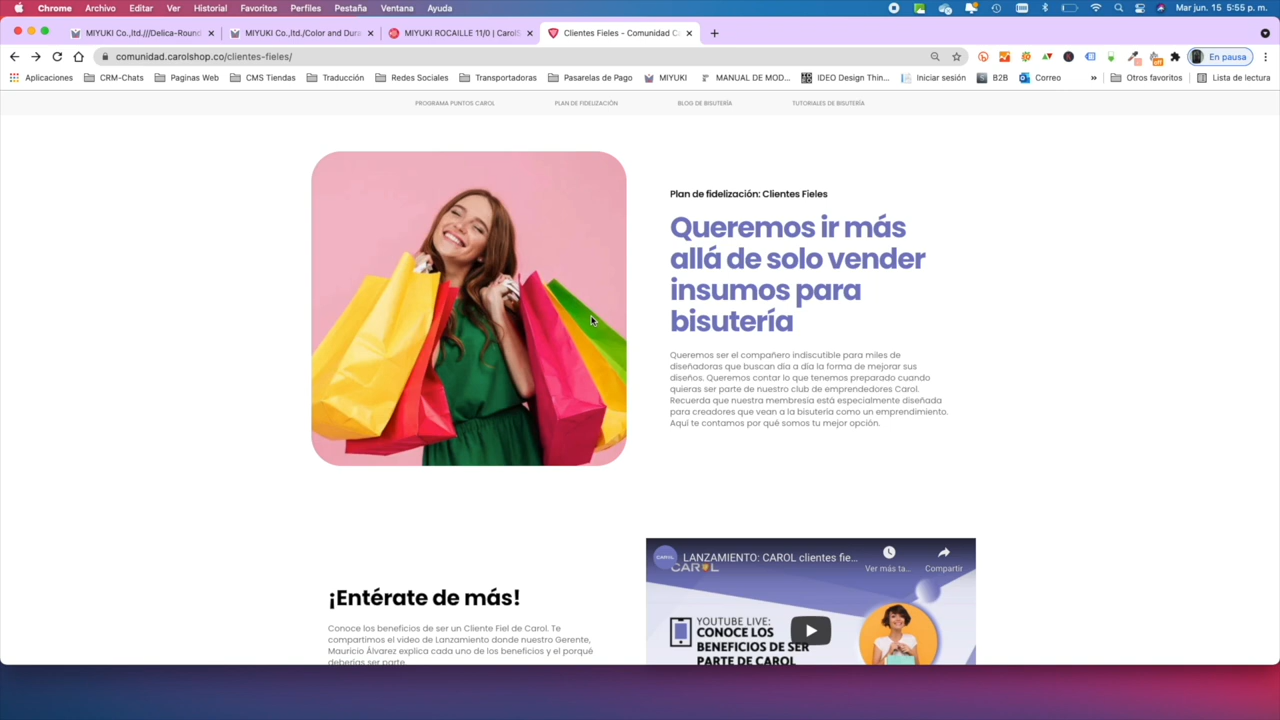 Chrome Archivo Editar Ver Historial Favoritos Perfiles Pestaña Ventana Ayuda Mar jun. 15 5:55 p. m.
MIYUKI Co.,ltd.///Delica-Round MIYUKI Co.,ltd./Color and Dura MIYUKI ROCAILLE 11/0 | CarolS Clientes Fieles - Comunidad C
comunidad.carolshop.co/clientes-fieles/ En pausa
Aplicaciones CRM-Chats Paginas Web CMS Tiendas Traducción Redes Sociales Transportadoras Pasarelas de Pago MIYUKI MANUAL DE MOD... IDEO Design Thin... Iniciar sesión B2B Correo » Otros favoritos Lista de lectura
PROGRAMA PUNTOS CAROL PLAN DE FIDELIZACIÓN BLOG DE BISUTERÍA TUTORIALES DE BISUTERÍA
Plan de fidelización: Clientes Fieles
Queremos ir más
allá de solo vender
insumos para
bisutería
Queremos ser el compañero indiscutible para miles de
diseñadoras que buscan día a día la forma de mejorar sus
diseños. Queremos contar lo que tenemos preparado cuando
quieras ser parte de nuestro club de emprendedores Carol.
Recuerda que nuestra membresía está especialmente diseñada
para creadores que vean a la bisutería como un emprendimiento.
Aquí te contamos por qué somos tu mejor opción.
¡Entérate de más!
Conoce los beneficios de ser un Cliente Fiel de Carol. Te
compartimos el video de Lanzamiento donde nuestro Gerente,
Mauricio Álvarez explica cada uno de los beneficios y el porqué
deberías ser parte.
CAROL LANZAMIENTO: CAROL clientes fie...
Ver más ta... Compartir
CAROL
YOUTUBE LIVE:
CONOCE LOS
BENEFICIOS DE SER
PARTE DE CAROL